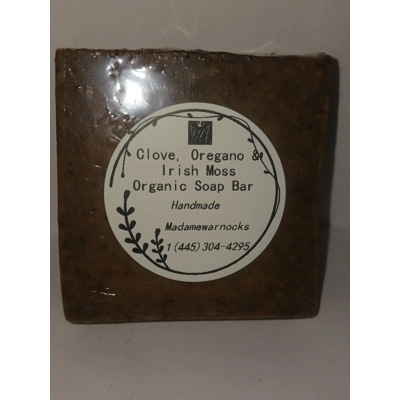 Clove, Oregano &
Irish Moss
Organic Soap Bar
Handmade
Madamewarnocks
1(445)304-4295